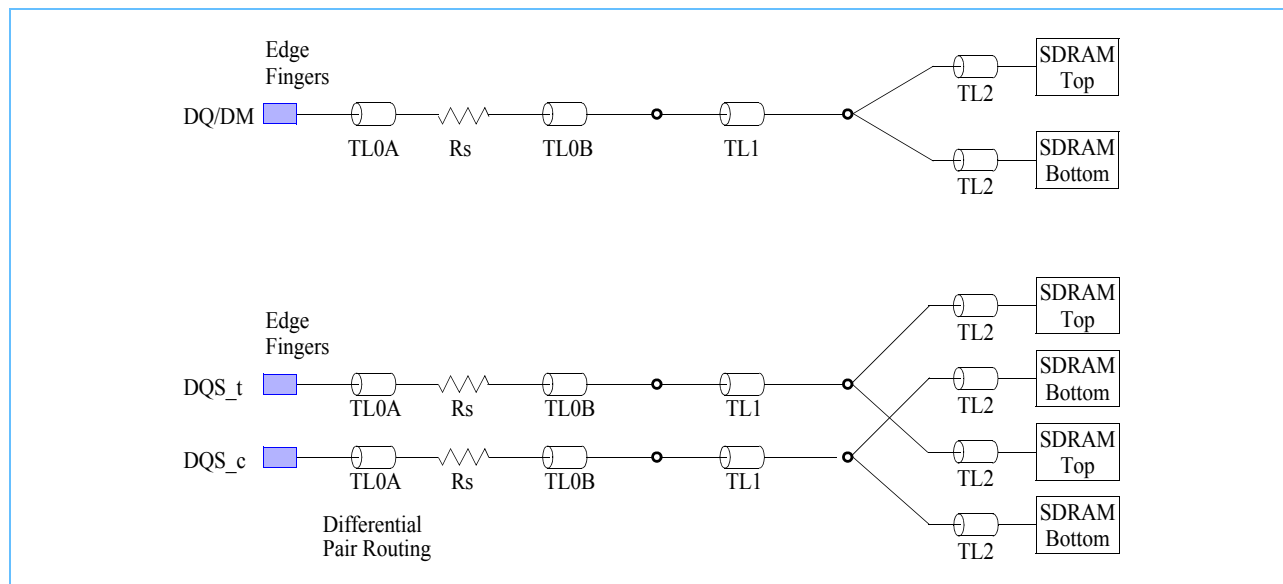 Edge
Fingers
DQ/DM
TL0A
Rs
TL0B
TL1
TL2
SDRAM
Top
TL2
SDRAM
Bottom
Edge
Fingers
DQS_t
TL0A
Rs
TL0B
TL1
TL2
SDRAM
Top
TL2
SDRAM
Bottom
DQS_c
TL0A
Rs
TL0B
TL1
TL2
SDRAM
Top
TL2
SDRAM
Bottom
Differential
Pair Routing